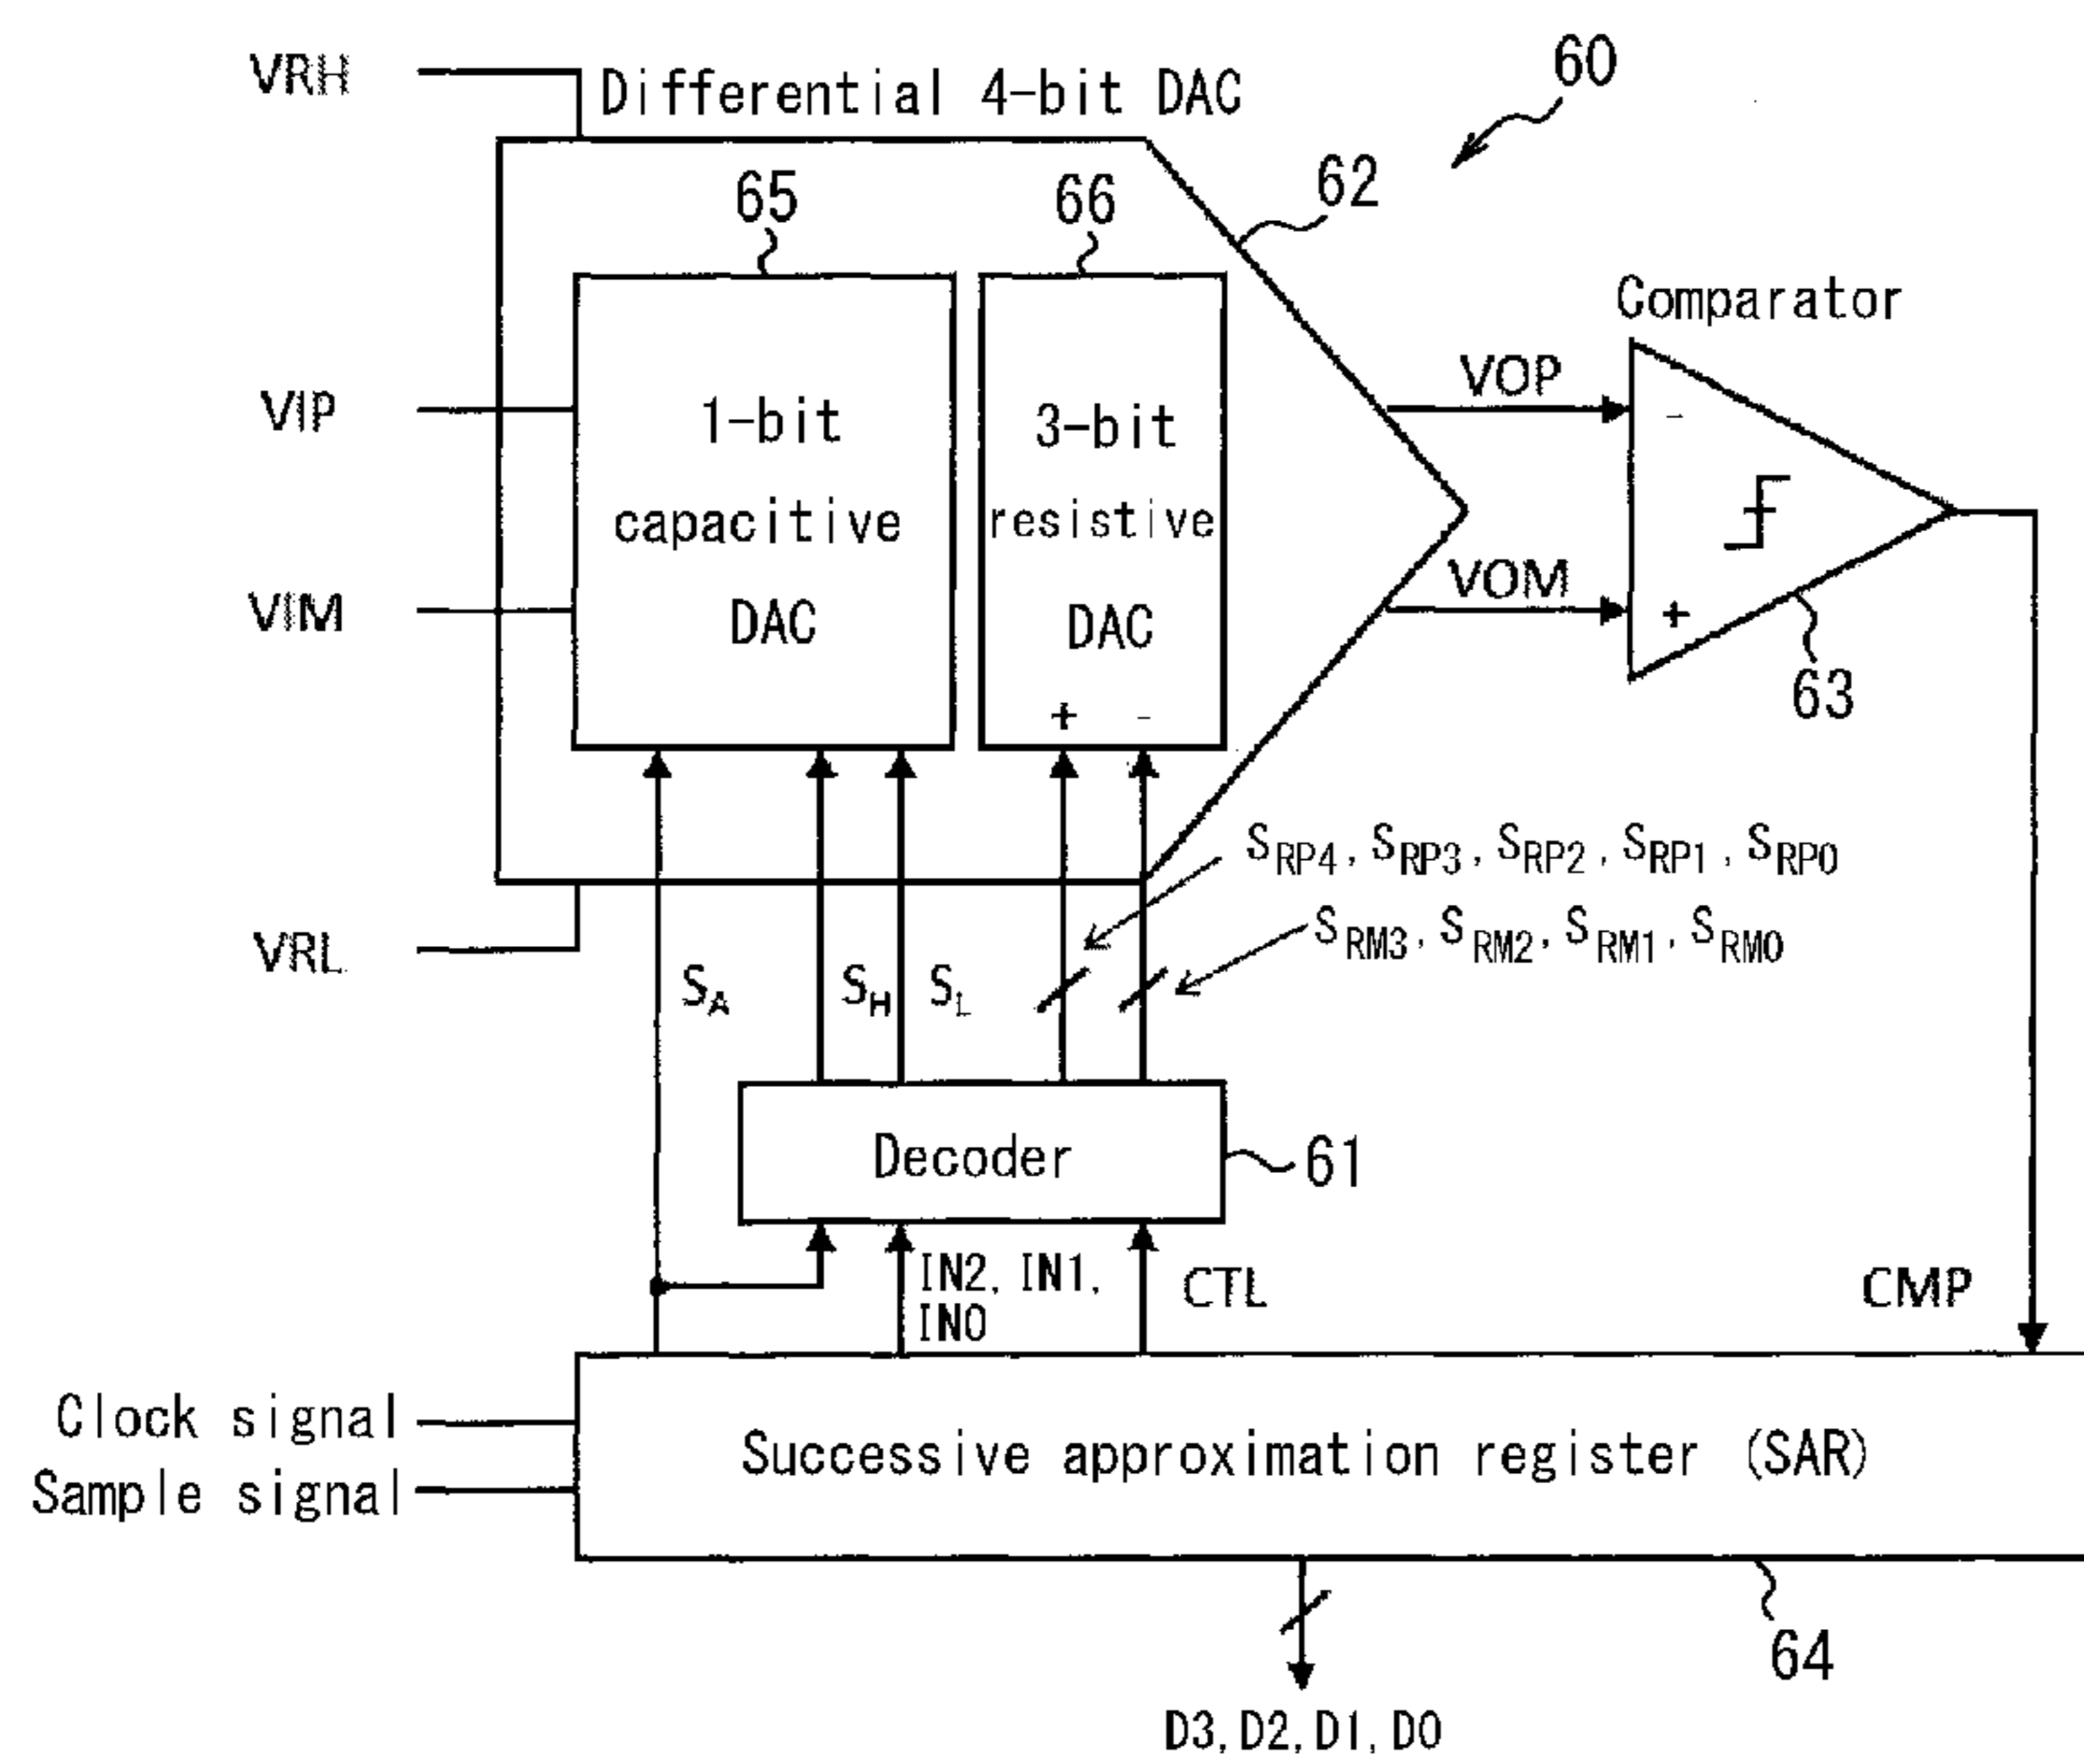 VRH
Differential 4-bit DAC
60
62
65
66
Comparator
VIP
1-bit
capacitive
DAC
3-bit
resistive
DAC
+ -
VOP
-
VIM
VOM
+
63
SRP4, SRP3, SRP2, SRP1, SRP0
SRM3, SRM2, SRM1, SRM0
VRL
SA
SH
SL
Decoder
61
IN2, IN1,
IN0
CTL
CMP
Clock signal
Sample signal
Successive approximation register (SAR)
64
D3, D2, D1, D0